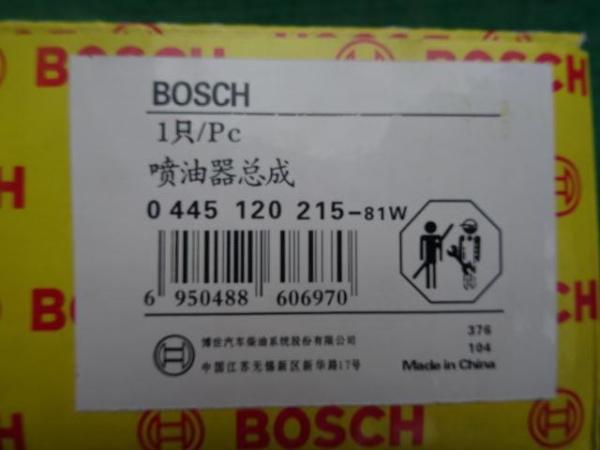 BOSCH
BOSCH
BOSCH
1只/Pc
喷油器总成
0 445 120 215-81W
6 950488 606970
博世汽车柴油系统股份有限公司
中国江苏无锡新区新华路17号
376
104
Made in China
BOSCH